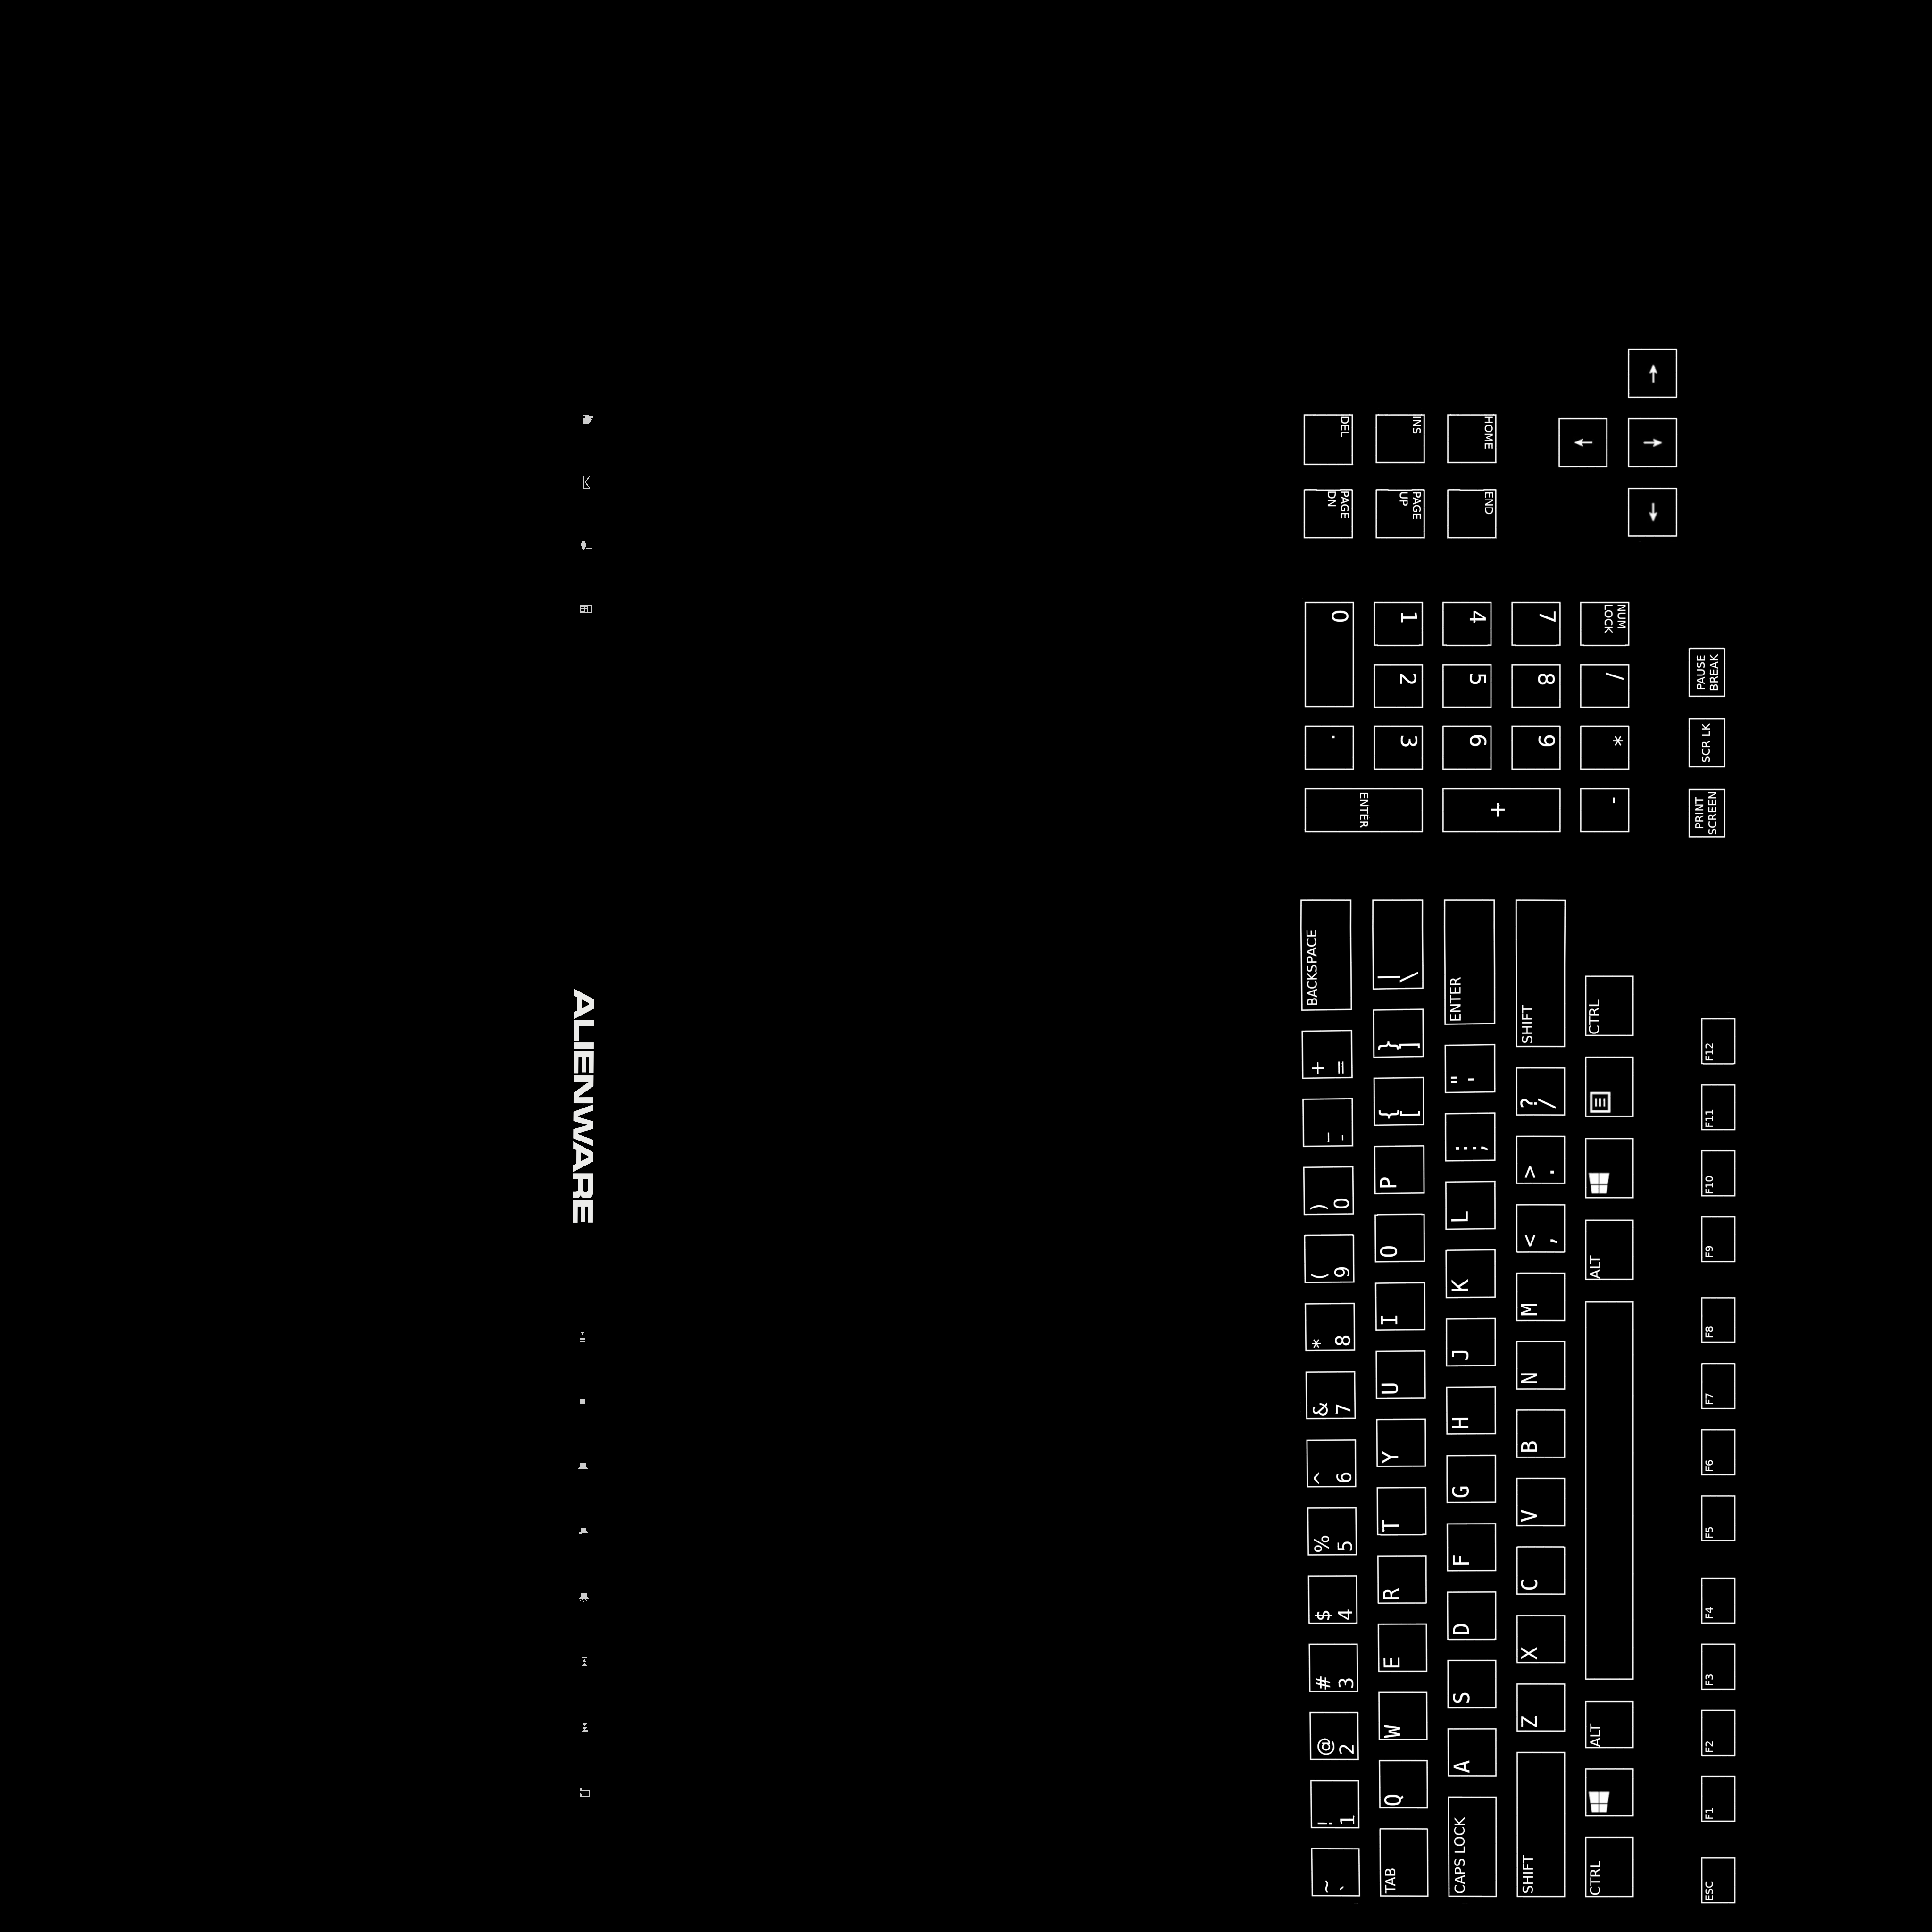 ALIENWARE
DEL
INS
HOME
PAGE
DN
PAGE
UP
END
0
1
4
7
NUM
LOCK
2
5
8
/
.
3
6
9
*
ENTER
+
-
PAUSE
BREAK
SCR LK
PRINT
SCREEN
ESC
F1
F2
F3
F4
F5
F6
F7
F8
F9
F10
F11
F12
~
`
!
1
@
2
#
3
$
4
%
5
^
6
&
7
*
8
(
9
)
0
_
-
+
=
BACKSPACE
TAB
Q
W
E
R
T
Y
U
I
O
P
{
[
}
]
|
\
CAPS LOCK
A
S
D
F
G
H
J
K
L
:
;
"
'
ENTER
SHIFT
Z
X
C
V
B
N
M
<
,
>
.
?
/
SHIFT
CTRL
ALT
ALT
CTRL